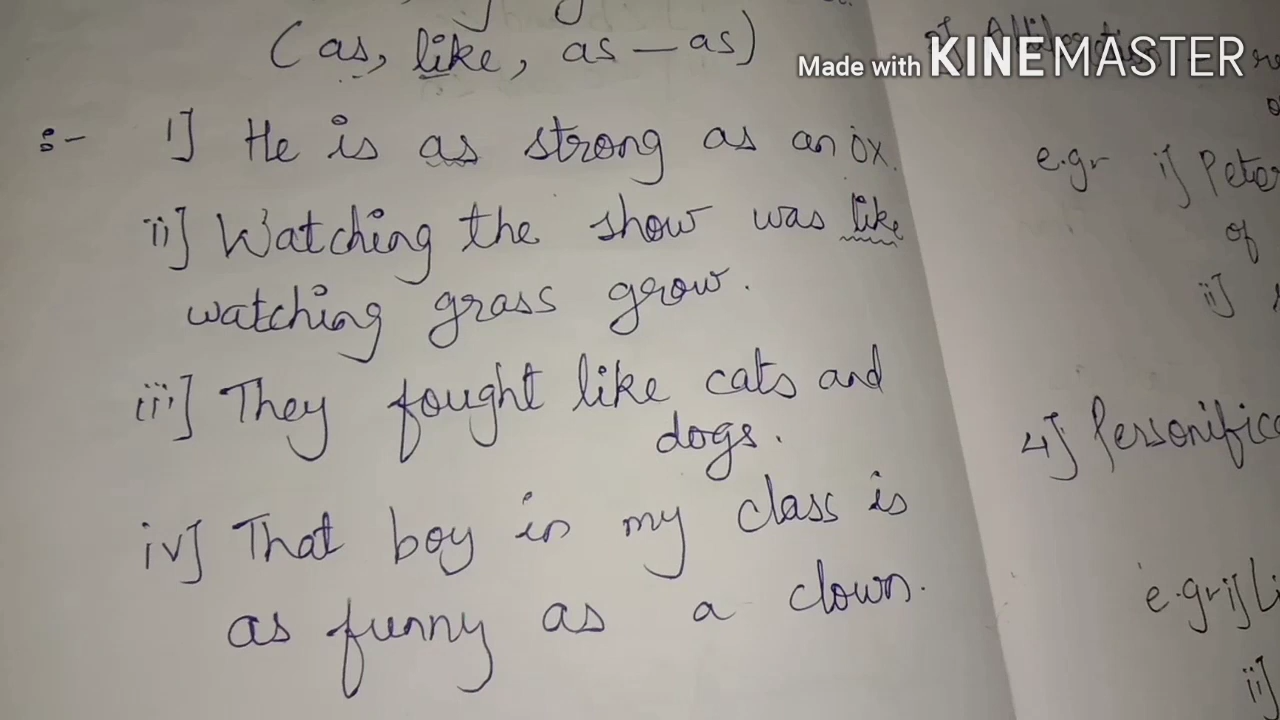 (as, like, as – as)
:- i] He is as strong as an ox.
ii] Watching the show was like
watching grass grow.
iii] They fought like cats and
dogs.
iv] That boy in my class is
as funny as a clown.
Made with KINEMASTER
e.g:- i] Peter
of
ii]
4] Personific
e.g:- i] Li
ii]